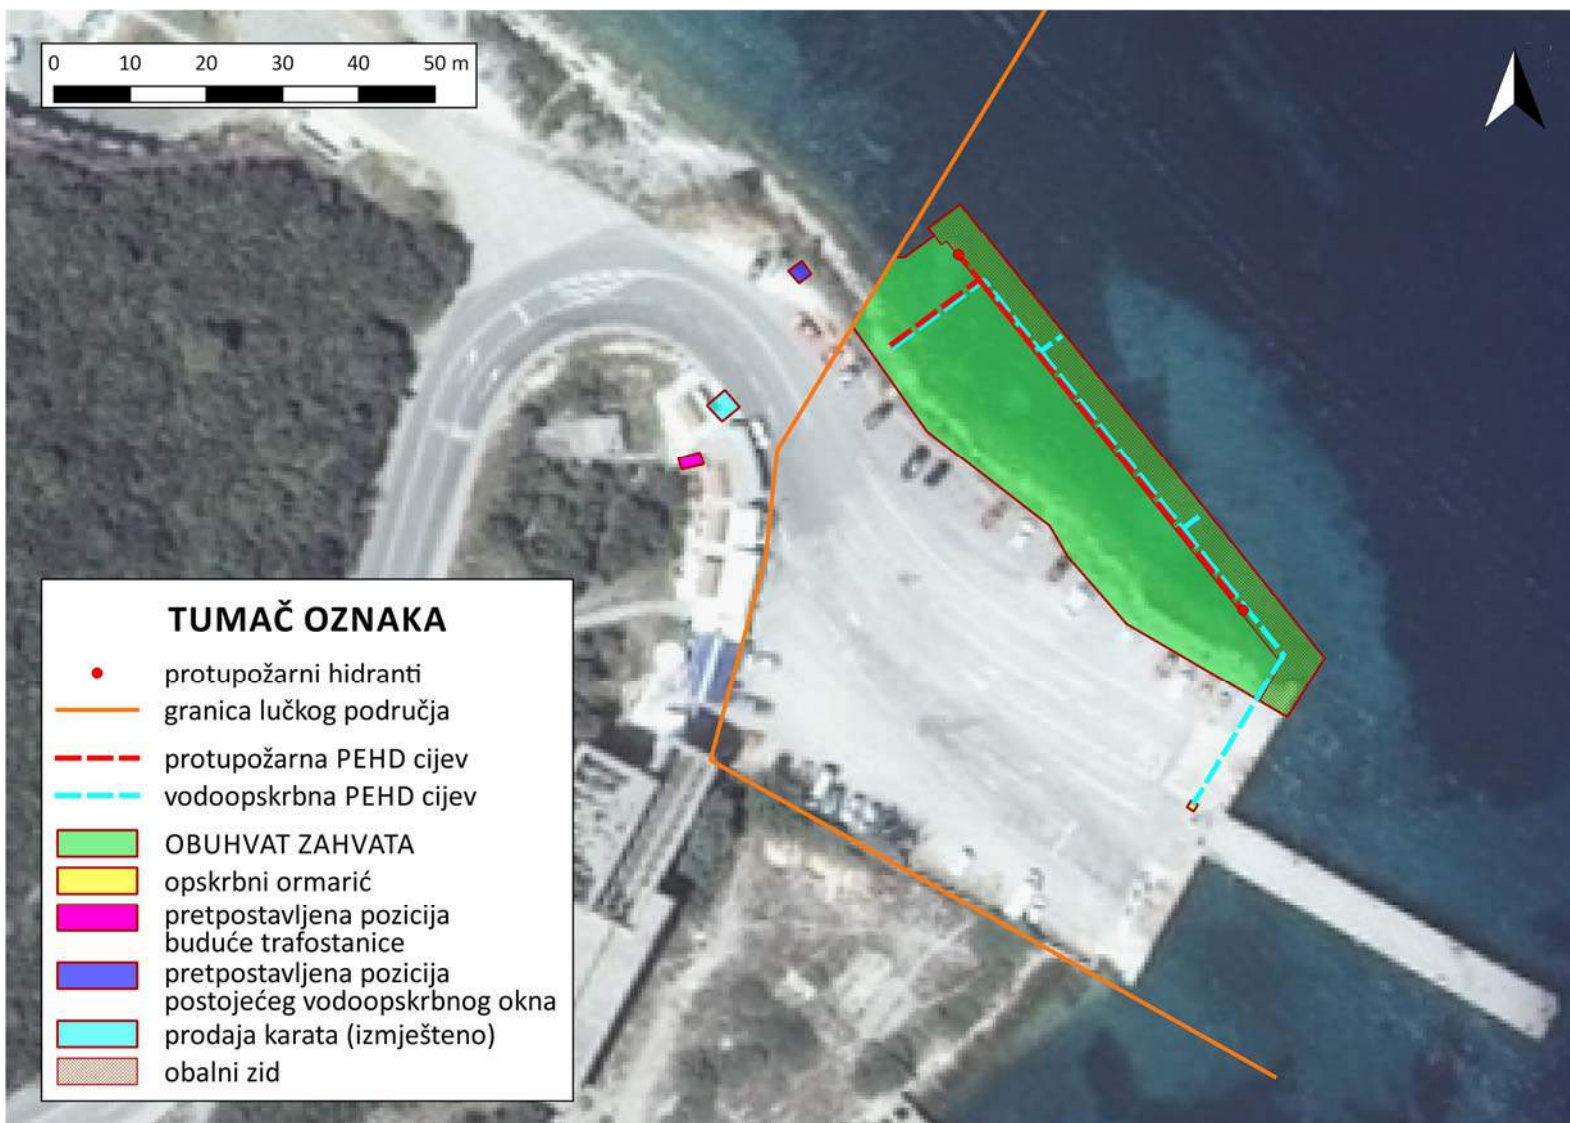 0 10 20 30 40 50 m
TUMAČ OZNAKA
protupožarni hidranti
granica lučkog područja
protupožarna PEHD cijev
vodoopskrbna PEHD cijev
OBUHVAT ZAHVATA
opskrbni ormarić
pretpostavljena pozicija
buduće trafostanice
pretpostavljena pozicija
postojećeg vodoopskrbnog okna
prodaja karata (izmješteno)
obalni zid